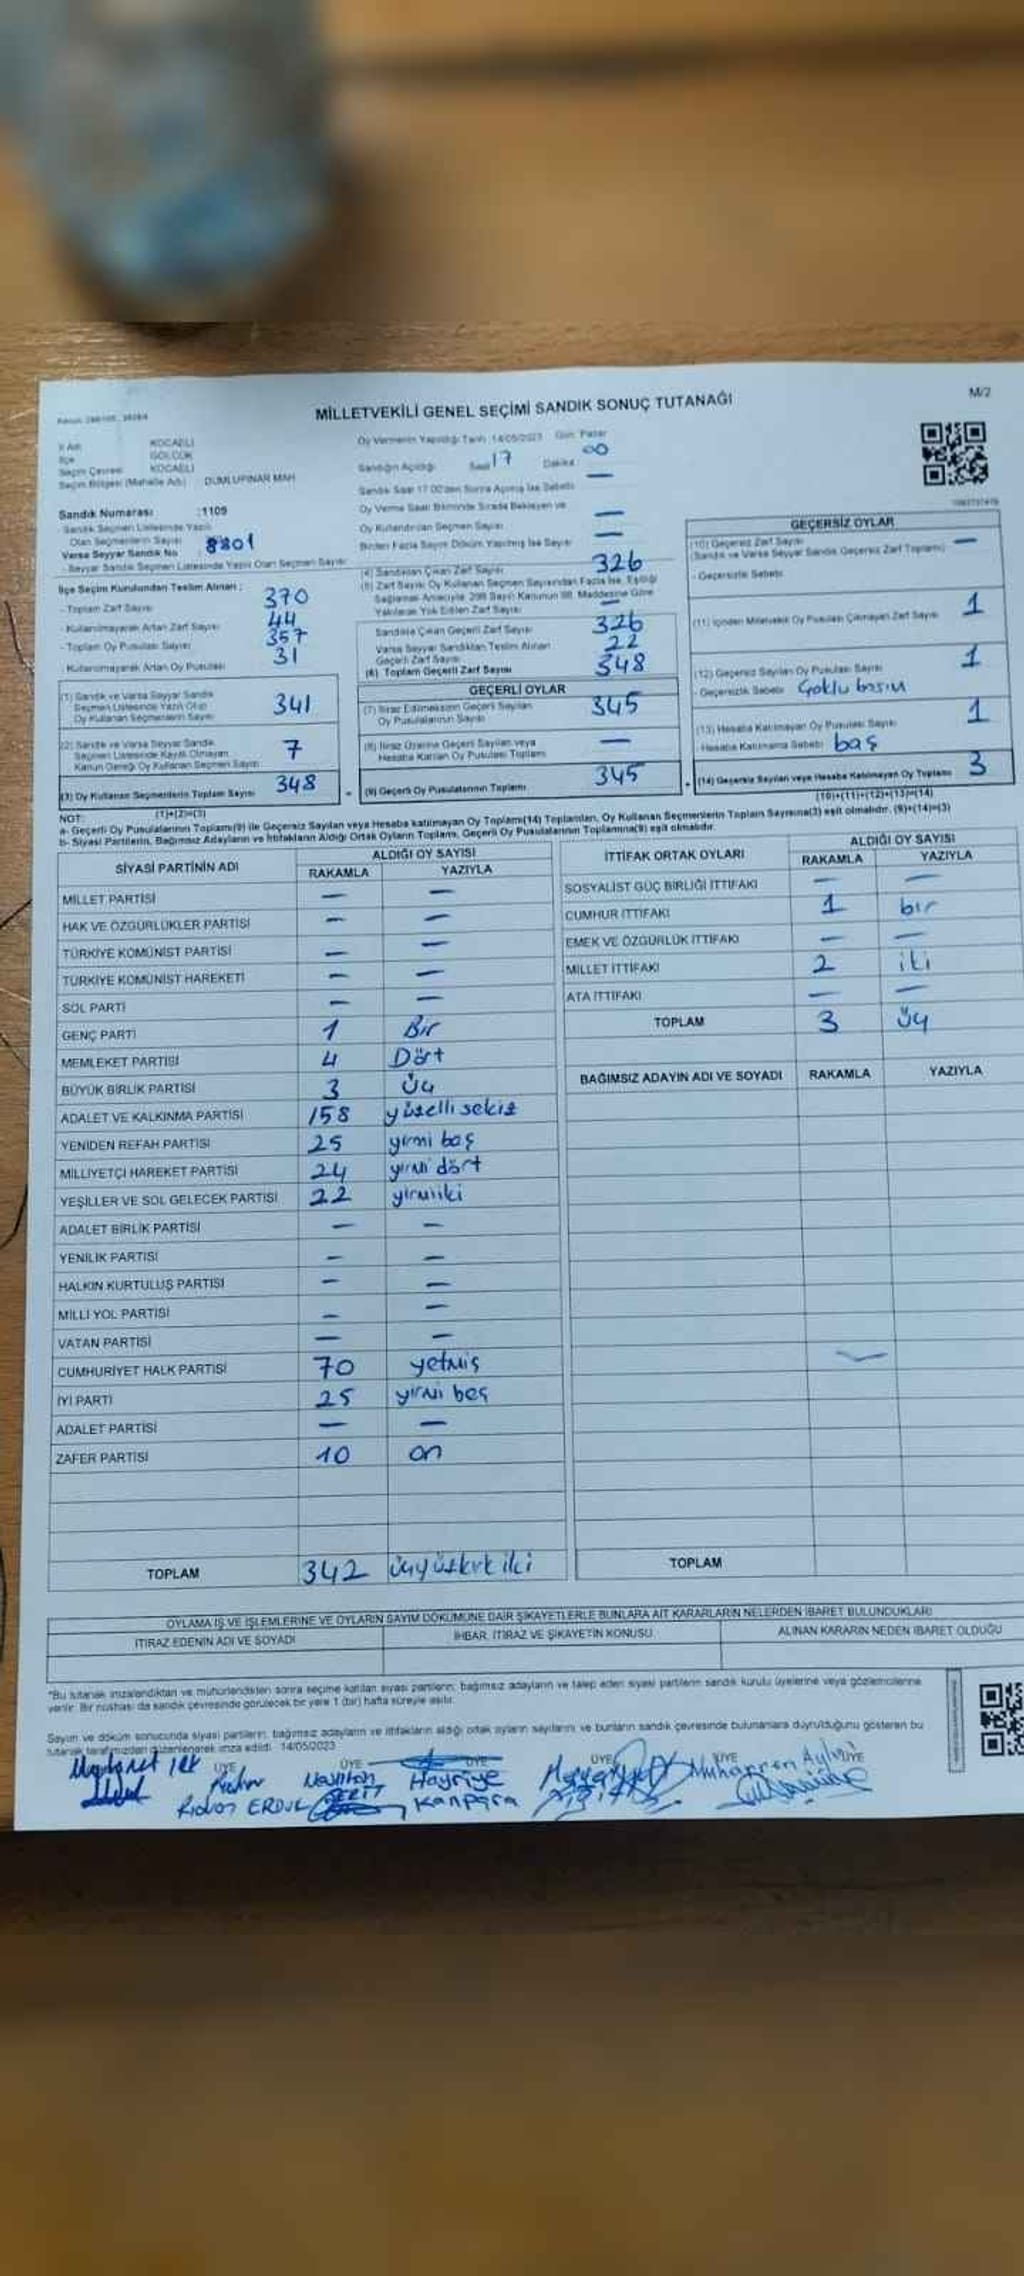 M/2
MİLLETVEKİLİ GENEL SEÇİMİ SANDIK SONUÇ TUTANAĞI
İl Adı KOCAELİ
İlçe GÖLCÜK
Seçim Çevresi KOCAELİ
Seçim Bölgesi (Mahalle Adı) DUMLUPINAR MAH
Oy Vermenin Yapıldığı Tarih 14/05/2023 Gün Pazar
Sandığın Açıldığı Saat 17 Dakika 00
Sandık Saat 17.00'den Sonra Açılmış İse Sebebi —
Sandık Numarası :1109
Sandık Seçmen Listesinde Yazılı
Olan Seçmenlerin Sayısı
Varsa Seyyar Sandık No 8801
- Seyyar Sandık Seçmen Listesinde Yazılı Olan Seçmen Sayısı
Oy Verme Saati Bitiminde Sırada Bekleyen ve
Oy Kullandırılan Seçmen Sayısı —
Birden Fazla Sayım Döküm Yapılmış İse Sayısı —
İlçe Seçim Kurulundan Teslim Alınan :
- Toplam Zarf Sayısı 370
- Kullanılmayarak Artan Zarf Sayısı 44
- Toplam Oy Pusulası Sayısı 357
- Kullanılmayarak Artan Oy Pusulası 31
(1) Sandık ve Varsa Seyyar Sandık
Seçmen Listesinde Yazılı Olup
Oy Kullanan Seçmenlerin Sayısı 341
(2) Sandık ve Varsa Seyyar Sandık
Seçmen Listesinde Kayıtlı Olmayan
Kanun Gereği Oy Kullanan Seçmen Sayısı 7
(3) Oy Kullanan Seçmenlerin Toplam Sayısı 348
(1)+(2)=(3)
(4) Sandıktan Çıkan Zarf Sayısı 326
(5) Zarf Sayısı Oy Kullanan Seçmen Sayısından Fazla İse, Eşitliği
Sağlamak Amacıyla 298 Sayılı Kanunun 98. Maddesine Göre
Yakılarak Yok Edilen Zarf Sayısı —
Sandıkta Çıkan Geçerli Zarf Sayısı 326
Varsa Seyyar Sandıktan Teslim Alınan
Geçerli Zarf Sayısı 22
(6) Toplam Geçerli Zarf Sayısı 348
GEÇERLİ OYLAR
(7) İtiraz Edilmeksizin Geçerli Sayılan
Oy Pusulalarının Sayısı 345
(8) İtiraz Üzerine Geçerli Sayılan veya
Hesaba Katılan Oy Pusulası Toplamı —
(9) Geçerli Oy Pusulalarının Toplamı 345
GEÇERSİZ OYLAR
(10) Geçersiz Zarf Sayısı
(Sandık ve Varsa Seyyar Sandık Geçersiz Zarf Toplamı) —
- Geçersizlik Sebebi
(11) İçinden Milletvekili Oy Pusulası Çıkmayan Zarf Sayısı 1
(12) Geçersiz Sayılan Oy Pusulası Sayısı 1
- Geçersizlik Sebebi Çoklu basım
(13) Hesaba Katılmayan Oy Pusulası Sayısı 1
- Hesaba Katılmama Sebebi baş
(14) Geçersiz Sayılan veya Hesaba Katılmayan Oy Toplamı 3
(10)+(11)+(12)+(13)=(14)
NOT:
a- Geçerli Oy Pusulalarının Toplamı(9) ile Geçersiz Sayılan veya Hesaba katılmayan Oy Toplamı(14) Toplamları, Oy Kullanan Seçmenlerin Toplam Sayısına(3) eşit olmalıdır. (9)+(14)=(3)
b- Siyasi Partilerin, Bağımsız Adayların ve İttifakların Aldığı Ortak Oyların Toplamı, Geçerli Oy Pusulalarının Toplamına(9) eşit olmalıdır.
SİYASİ PARTİNİN ADI ALDIĞI OY SAYISI
RAKAMLA YAZIYLA
MİLLET PARTİSİ — —
HAK VE ÖZGÜRLÜKLER PARTİSİ — —
TÜRKİYE KOMÜNİST PARTİSİ — —
TÜRKİYE KOMÜNİST HAREKETİ — —
SOL PARTİ — —
GENÇ PARTİ 1 Bir
MEMLEKET PARTİSİ 4 Dört
BÜYÜK BİRLİK PARTİSİ 3 Üç
ADALET VE KALKINMA PARTİSİ 158 yüzelli sekiz
YENİDEN REFAH PARTİSİ 25 yirmi baş
MİLLİYETÇİ HAREKET PARTİSİ 24 yirmi dört
YEŞİLLER VE SOL GELECEK PARTİSİ 22 yirmiiki
ADALET BİRLİK PARTİSİ — —
YENİLİK PARTİSİ — —
HALKIN KURTULUŞ PARTİSİ — —
MİLLİ YOL PARTİSİ — —
VATAN PARTİSİ — —
CUMHURİYET HALK PARTİSİ 70 yetmiş
İYİ PARTİ 25 yirmi beş
ADALET PARTİSİ — —
ZAFER PARTİSİ 10 on
TOPLAM 342 üçyüzkırk iki
İTTİFAK ORTAK OYLARI ALDIĞI OY SAYISI
RAKAMLA YAZIYLA
SOSYALİST GÜÇ BİRLİĞİ İTTİFAKI — —
CUMHUR İTTİFAKI 1 bir
EMEK VE ÖZGÜRLÜK İTTİFAKI — —
MİLLET İTTİFAKI 2 iki
ATA İTTİFAKI — —
TOPLAM 3 Üç
BAĞIMSIZ ADAYIN ADI VE SOYADI RAKAMLA YAZIYLA
TOPLAM
OYLAMA İŞ VE İŞLEMLERİNE VE OYLARIN SAYIM DÖKÜMÜNE DAİR ŞİKAYETLERLE BUNLARA AİT KARARLARIN NELERDEN İBARET BULUNDUKLARI
İTİRAZ EDENİN ADI VE SOYADI İHBAR, İTİRAZ VE ŞİKAYETİN KONUSU ALINAN KARARIN NEDEN İBARET OLDUĞU
*Bu tutanak imzalandıktan ve mühürlendikten sonra seçime katılan siyasi partilerin, bağımsız adayların ve talep eden siyasi partilerin sandık kurulu üyelerine veya gözlemcilerine
verilir. Bir nüshası da sandık çevresinde görülecek bir yere 1 (bir) hafta süreyle asılır.
Sayım ve döküm sonucunda siyasi partilerin, bağımsız adayların ve ittifakların aldığı ortak oyların sayılarını ve bunların sandık çevresinde bulunanlara duyrulduğunu gösteren bu
tutanak tarafımızdan düzenlenerek imza edildi. 14/05/2023
ÜYE ÜYE ÜYE ÜYE ÜYE ÜYE
Hayriye Muharrem
Rıdvan ERDUL Kanpara